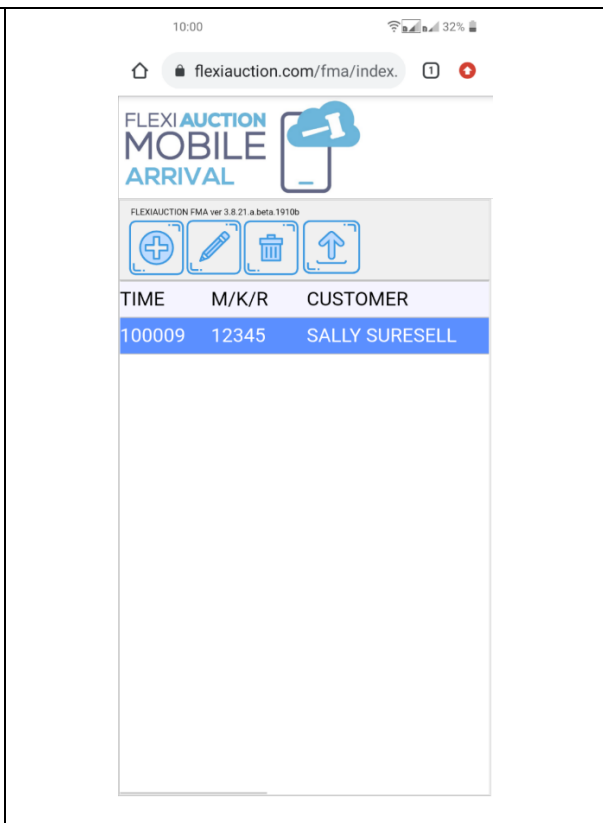 10:00 32%
flexiauction.com/fma/index. 1
FLEXI AUCTION
MOBILE
ARRIVAL
FLEXIAUCTION FMA ver 3.8.21.a.beta.1910b
TIME M/K/R CUSTOMER
100009 12345 SALLY SURESELL